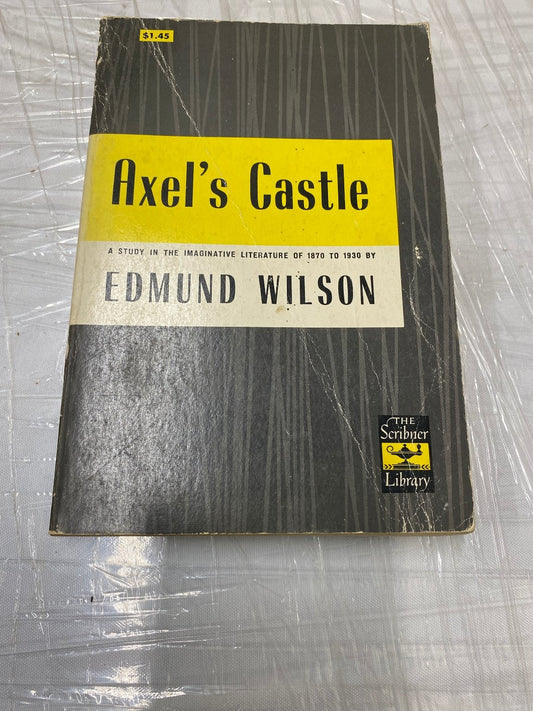 $1.45
Axel's Castle
A STUDY IN THE IMAGINATIVE LITERATURE OF 1870 TO 1930 BY
EDMUND WILSON
THE
Scribner
Library